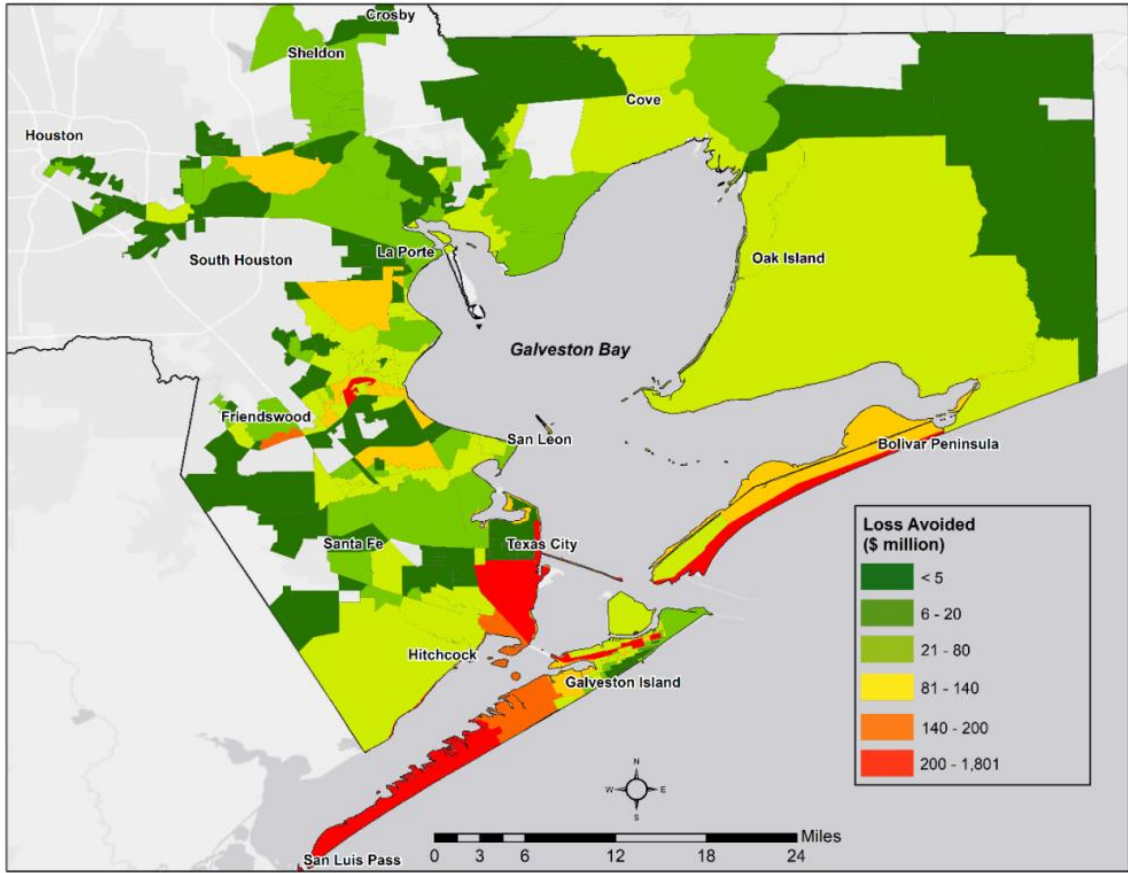 Crosby
Sheldon
Cove
Houston
La Porte
South Houston
Oak Island
Galveston Bay
Friendswood
San Leon
Bolivar Peninsula
Santa Fe
Texas City
Hitchcock
Galveston Island
San Luis Pass
Loss Avoided
($ million)
< 5
6 - 20
21 - 80
81 - 140
140 - 200
200 - 1,801
N
W E
S
Miles
0 3 6 12 18 24